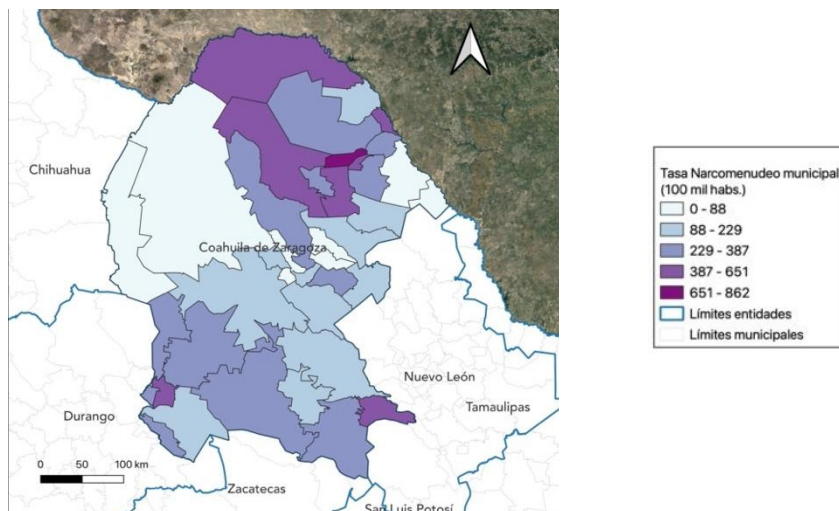 Chihuahua
Coahuila de Zaragoza
Nuevo León
Durango
Tamaulipas
0 50 100 km
Zacatecas
San Luis Potosí
Tasa Narcomenudeo municipal
(100 mil habs.)
0 - 88
88 - 229
229 - 387
387 - 651
651 - 862
Límites entidades
Límites municipales